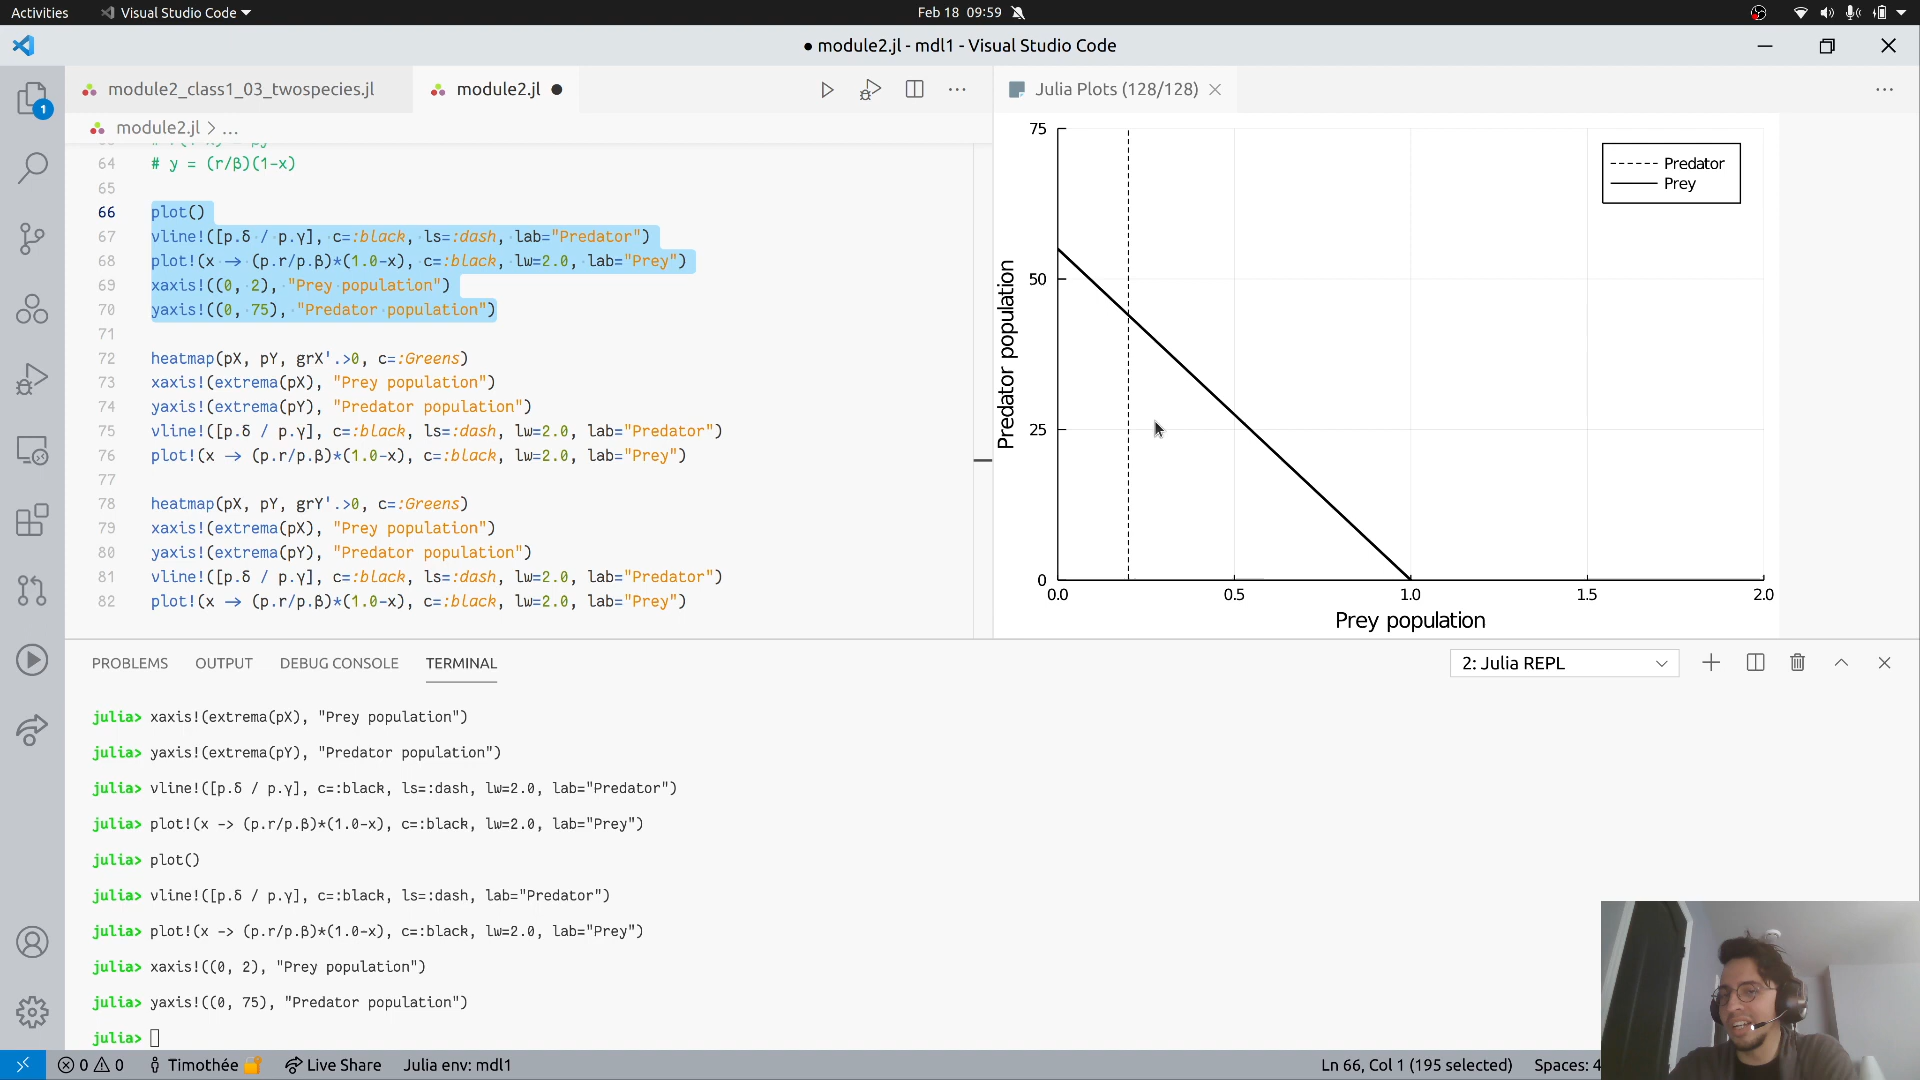 Activities Visual Studio Code Feb 18 09:59
● module2.jl - mdl1 - Visual Studio Code
module2_class1_03_twospecies.jl module2.jl ● Julia Plots (128/128)
module2.jl > ...
64 # y = (r/β)(1-x)
65
66 plot()
67 vline!([p.δ / p.γ], c=:black, ls=:dash, lab="Predator")
68 plot!(x -> (p.r/p.β)*(1.0-x), c=:black, lw=2.0, lab="Prey")
69 xaxis!((0, 2), "Prey population")
70 yaxis!((0, 75), "Predator population")
71
72 heatmap(pX, pY, grX'.>0, c=:Greens)
73 xaxis!(extrema(pX), "Prey population")
74 yaxis!(extrema(pY), "Predator population")
75 vline!([p.δ / p.γ], c=:black, ls=:dash, lw=2.0, lab="Predator")
76 plot!(x -> (p.r/p.β)*(1.0-x), c=:black, lw=2.0, lab="Prey")
77
78 heatmap(pX, pY, grY'.>0, c=:Greens)
79 xaxis!(extrema(pX), "Prey population")
80 yaxis!(extrema(pY), "Predator population")
81 vline!([p.δ / p.γ], c=:black, ls=:dash, lw=2.0, lab="Predator")
82 plot!(x -> (p.r/p.β)*(1.0-x), c=:black, lw=2.0, lab="Prey")
75
50
25
0
Predator population
Predator
Prey
0.0 0.5 1.0 1.5 2.0
Prey population
PROBLEMS OUTPUT DEBUG CONSOLE TERMINAL 2: Julia REPL
julia> xaxis!(extrema(pX), "Prey population")
julia> yaxis!(extrema(pY), "Predator population")
julia> vline!([p.δ / p.γ], c=:black, ls=:dash, lw=2.0, lab="Predator")
julia> plot!(x -> (p.r/p.β)*(1.0-x), c=:black, lw=2.0, lab="Prey")
julia> plot()
julia> vline!([p.δ / p.γ], c=:black, ls=:dash, lab="Predator")
julia> plot!(x -> (p.r/p.β)*(1.0-x), c=:black, lw=2.0, lab="Prey")
julia> xaxis!((0, 2), "Prey population")
julia> yaxis!((0, 75), "Predator population")
julia>
1
0 0 Timothée Live Share Julia env: mdl1 Ln 66, Col 1 (195 selected) Spaces: 4